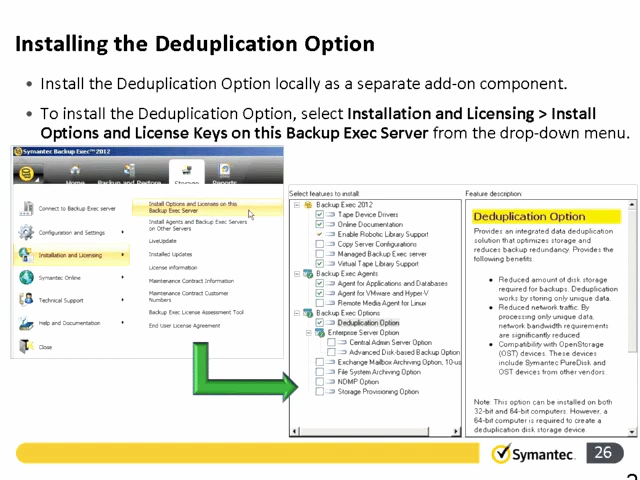 Installing the Deduplication Option
• Install the Deduplication Option locally as a separate add-on component.
• To install the Deduplication Option, select Installation and Licensing > Install
Options and License Keys on this Backup Exec Server from the drop-down menu.
Symantec Backup Exec™ 2012
Home
Backup and Restore
Storage
Reports
Connect to Backup Exec server
Configuration and Settings
Installation and Licensing
Symantec Online
Technical Support
Help and Documentation
Close
Install Options and Licenses on this
Backup Exec Server
Install Agents and Backup Exec Servers
on Other Servers
LiveUpdate
Installed Updates
License Information
Maintenance Contract Information
Maintenance Contract Customer
Numbers
Backup Exec License Assessment Tool
End User License Agreement
Select features to install:
Backup Exec 2012
Tape Device Drivers
Online Documentation
Enable Robotic Library Support
Copy Server Configurations
Managed Backup Exec server
Virtual Tape Library Support
Backup Exec Agents
Agent for Applications and Databases
Agent for VMware and Hyper-V
Remote Media Agent for Linux
Backup Exec Options
Deduplication Option
Enterprise Server Option
Central Admin Server Option
Advanced Disk-based Backup Option
Exchange Mailbox Archiving Option, 10-us
File System Archiving Option
NDMP Option
Storage Provisioning Option
Feature description:
Deduplication Option
Provides an integrated data deduplication
solution that optimizes storage and
reduces backup redundancy. Provides the
following benefits:
• Reduced amount of disk storage
required for backups. Deduplication
works by storing only unique data.
• Reduced network traffic. By
processing only unique data,
network bandwidth requirements
are significantly reduced.
• Compatibility with OpenStorage
(OST) devices. These devices
include Symantec PureDisk and
OST devices from other vendors.
Note: This option can be installed on both
32-bit and 64-bit computers. However, a
64-bit computer is required to create a
deduplication disk storage device.
Symantec.
26